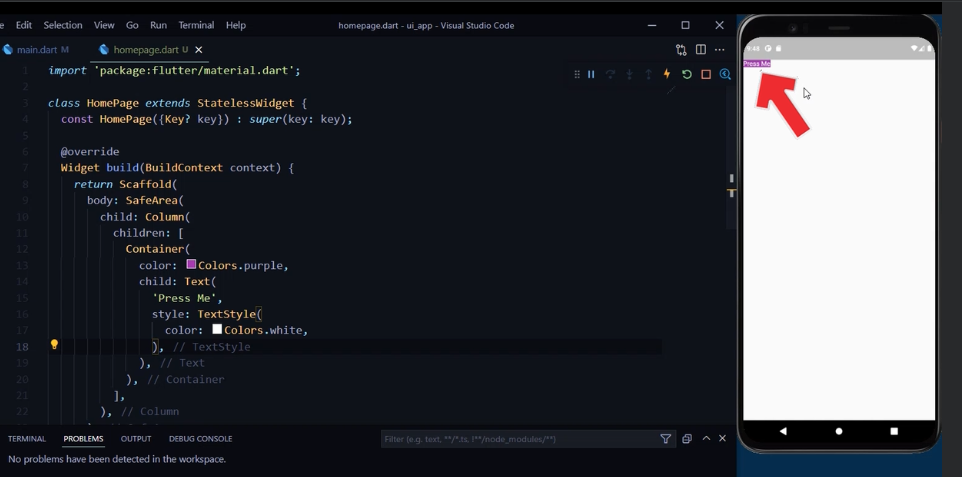 e Edit Selection View Go Run Terminal Help
homepage.dart - ui_app - Visual Studio Code
main.dart M
homepage.dart U
1 import 'package:flutter/material.dart';
2
3 class HomePage extends StatelessWidget {
4 const HomePage({Key? key}) : super(key: key);
5
6 @override
7 Widget build(BuildContext context) {
8 return Scaffold(
9 body: SafeArea(
10 child: Column(
11 children: [
12 Container(
13 color: Colors.purple,
14 child: Text(
15 'Press Me',
16 style: TextStyle(
17 color: Colors.white,
18 ), // TextStyle
19 ), // Text
20 ), // Container
21 ],
22 ), // Column
TERMINAL PROBLEMS OUTPUT DEBUG CONSOLE
Filter (e.g. text, **/*.ts, !**/node_modules/**)
No problems have been detected in the workspace.
Press Me